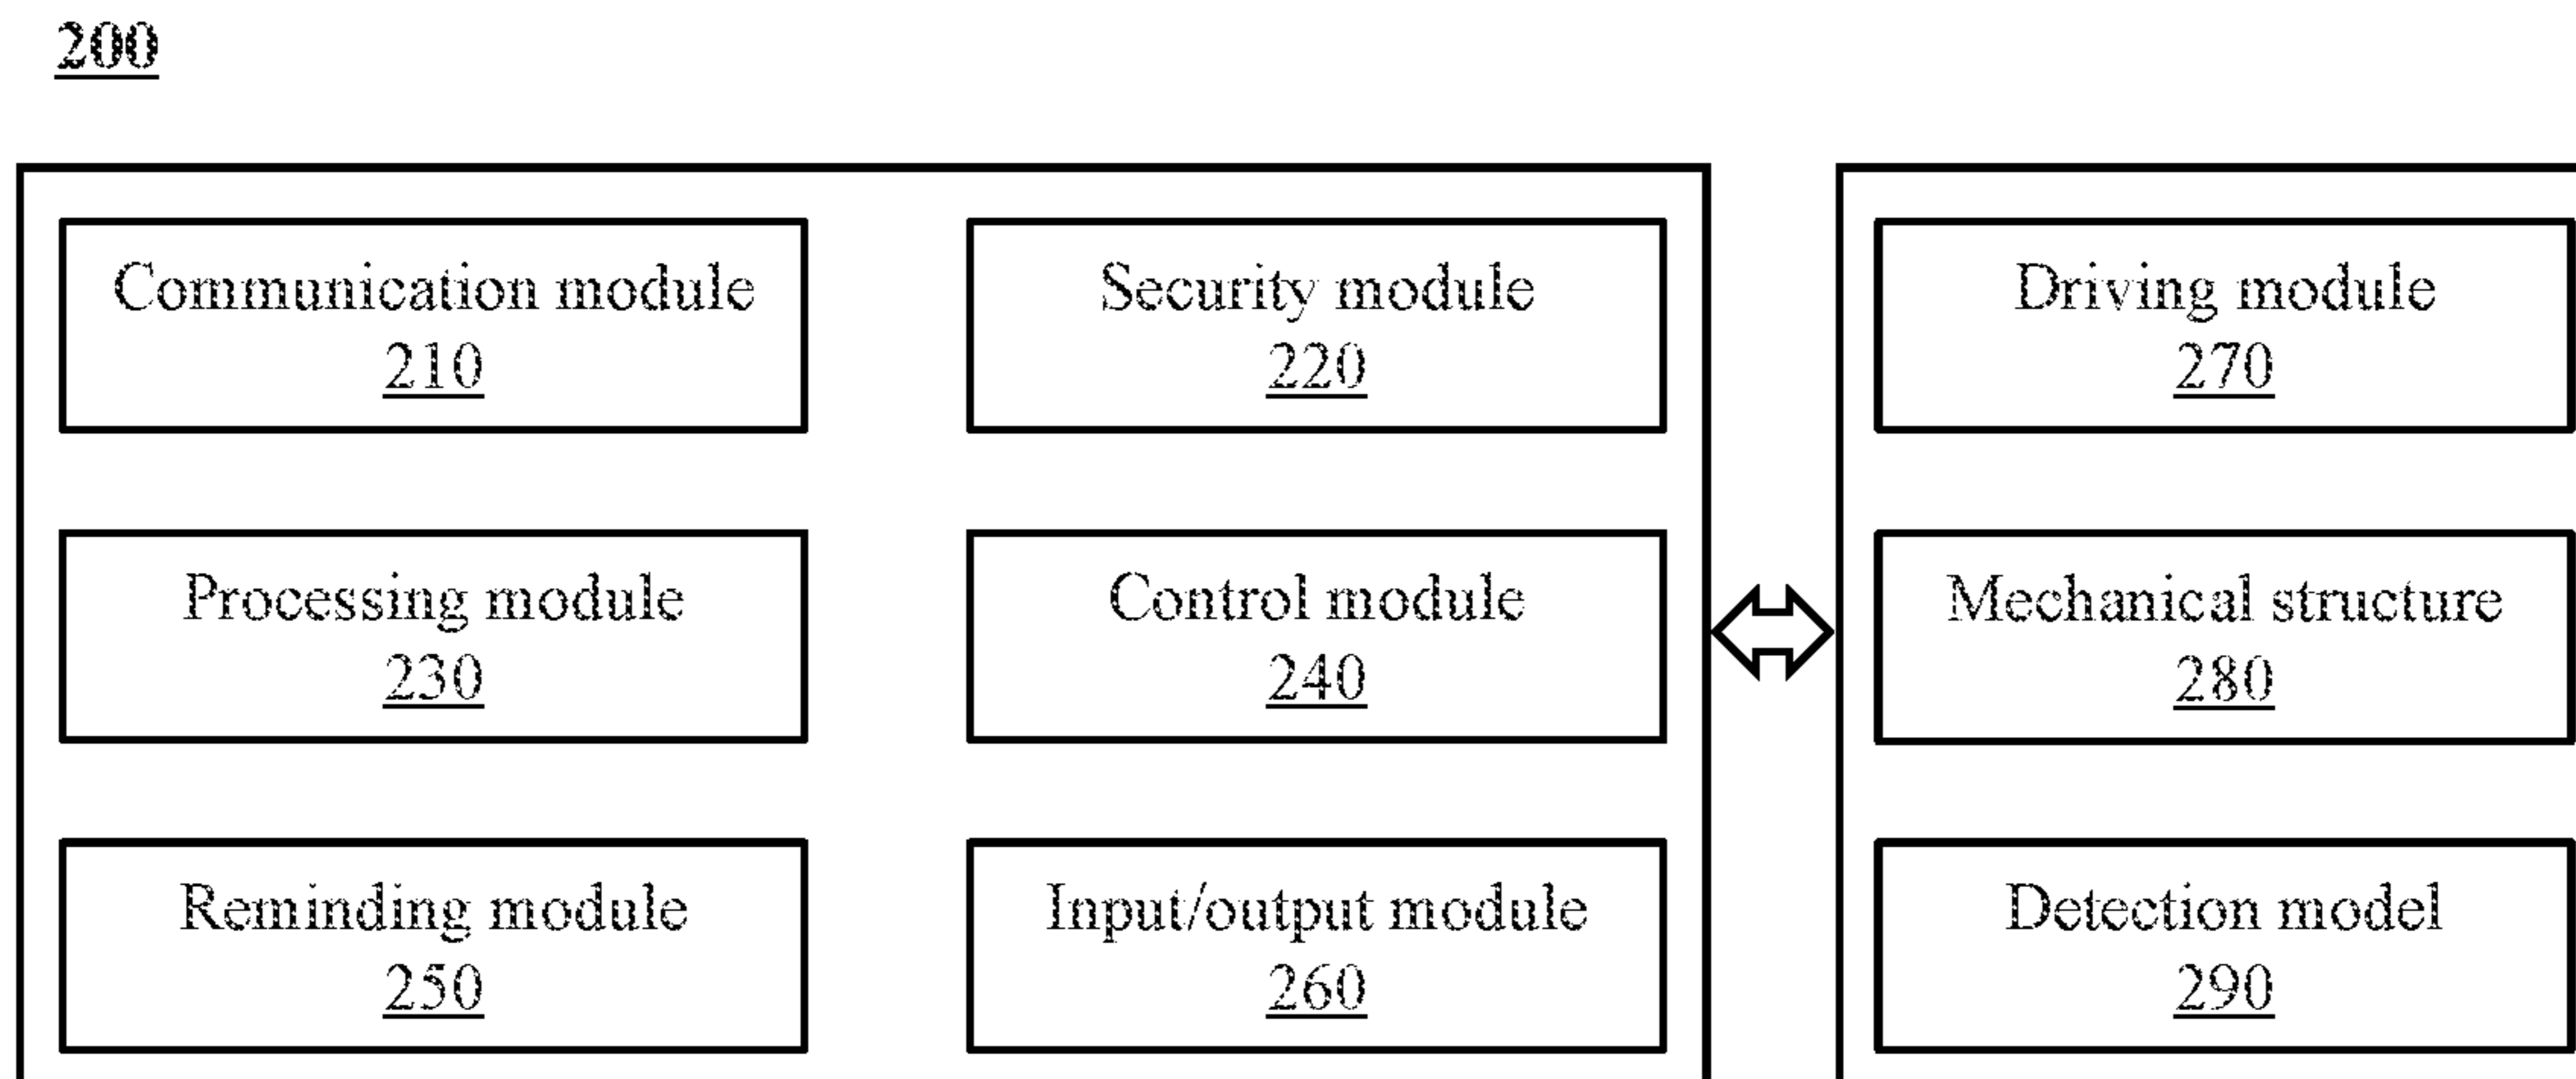 200
Communication module
210
Security module
220
Driving module
270
Processing module
230
Control module
240
Mechanical structure
280
Reminding module
250
Input/output module
260
Detection model
290